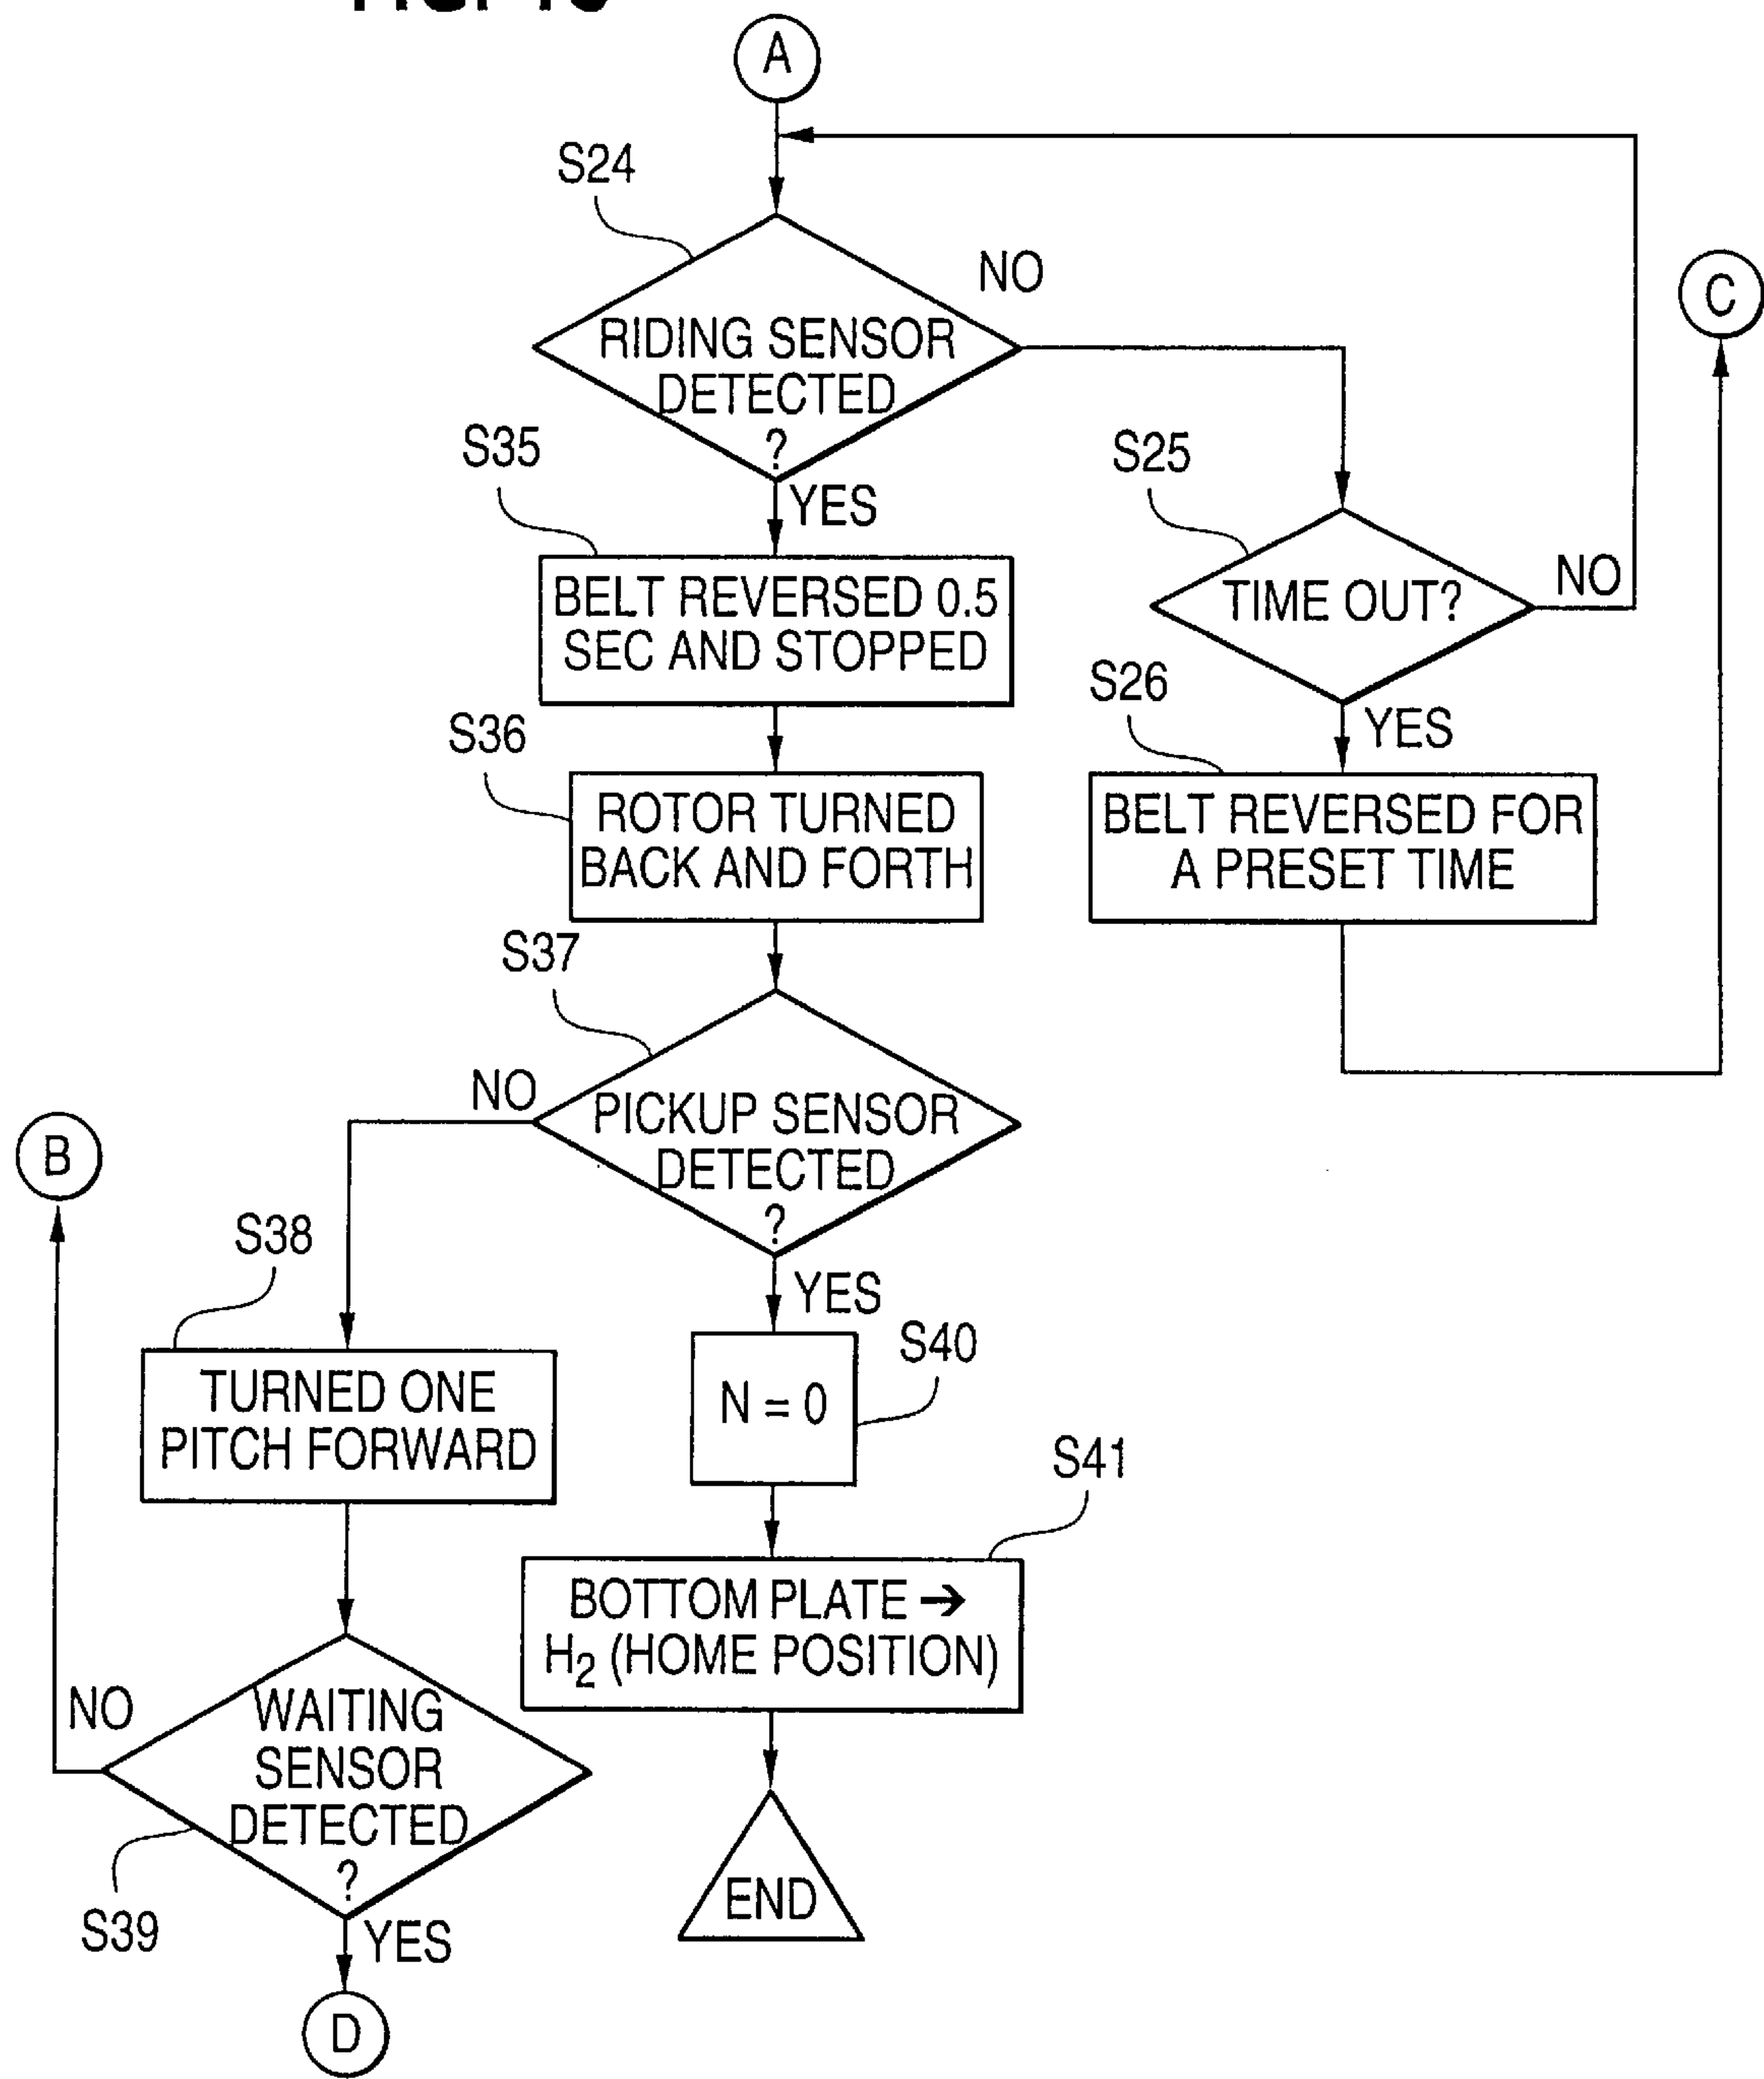 A
S24
NO
RIDING SENSOR
DETECTED
?
C
S35
YES
S25
BELT REVERSED 0.5
SEC AND STOPPED
TIME OUT?
NO
S26
YES
S36
ROTOR TURNED
BACK AND FORTH
BELT REVERSED FOR
A PRESET TIME
S37
NO
PICKUP SENSOR
DETECTED
?
B
S38
YES
TURNED ONE
PITCH FORWARD
N = 0
S40
S41
BOTTOM PLATE →
H₂ (HOME POSITION)
NO
WAITING
SENSOR
DETECTED
?
S39
YES
END
D